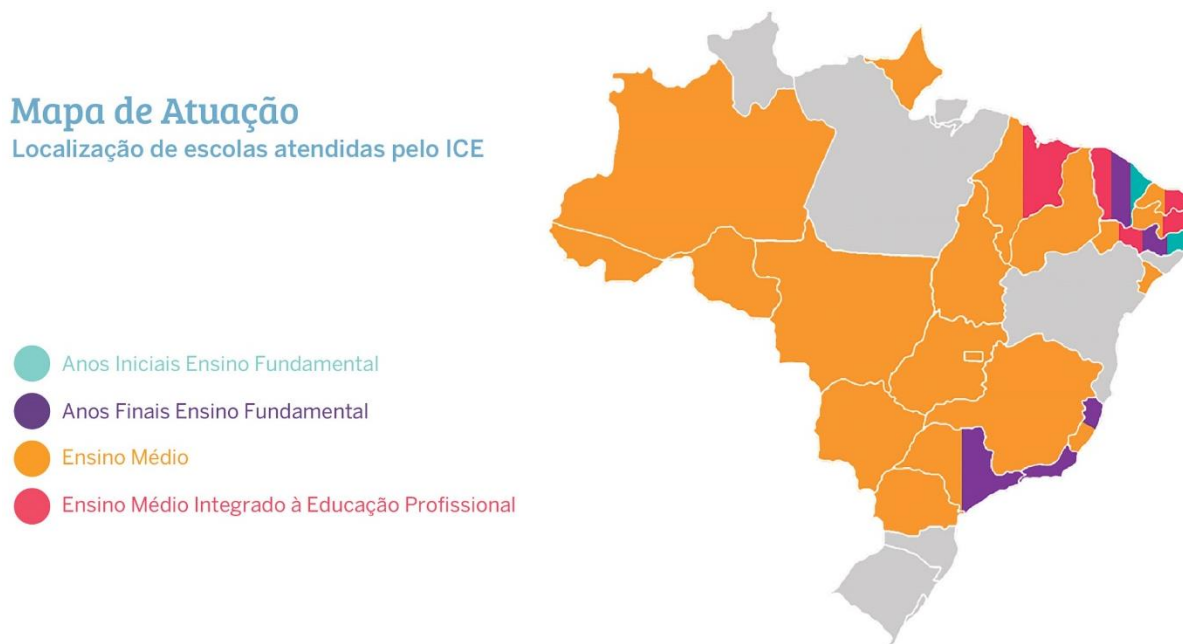 Mapa de Atuação
Localização de escolas atendidas pelo ICE
Anos Iniciais Ensino Fundamental
Anos Finais Ensino Fundamental
Ensino Médio
Ensino Médio Integrado à Educação Profissional